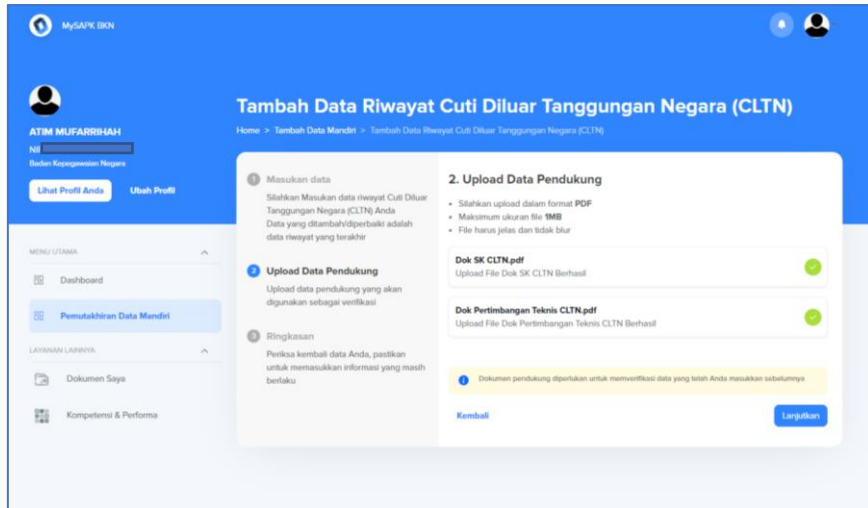 MySAPK BKN
ATIM MUFARRIHAH
Badan Kepegawaian Negara
Lihat Profil Anda
Ubah Profil
MENU UTAMA
Dashboard
Pemutakhiran Data Mandiri
LAYANAN LAINNYA
Dokumen Saya
Kompetensi & Performa
Tambah Data Riwayat Cuti Diluar Tanggungan Negara (CLTN)
Home > Tambah Data Mandiri > Tambah Data Riwayat Cuti Diluar Tanggungan Negara (CLTN)
1 Masukan data
Silahkan Masukan data riwayat Cuti Diluar
Tanggungan Negara (CLTN) Anda
Data yang ditambah/diperbaiki adalah
data riwayat yang terakhir
2 Upload Data Pendukung
Upload data pendukung yang akan
digunakan sebagai verifikasi
3 Ringkasan
Periksa kembali data Anda, pastikan
untuk memasukkan informasi yang masih
berlaku
2. Upload Data Pendukung
• Silahkan upload dalam format PDF
• Maksimum ukuran file 1MB
• File harus jelas dan tidak blur
Dok SK CLTN.pdf
Upload File Dok SK CLTN Berhasil
Dok Pertimbangan Teknis CLTN.pdf
Upload File Dok Pertimbangan Teknis CLTN Berhasil
Dokumen pendukung diperlukan untuk memverifikasi data yang telah Anda masukkan sebelumnya
Kembali
Lanjutkan